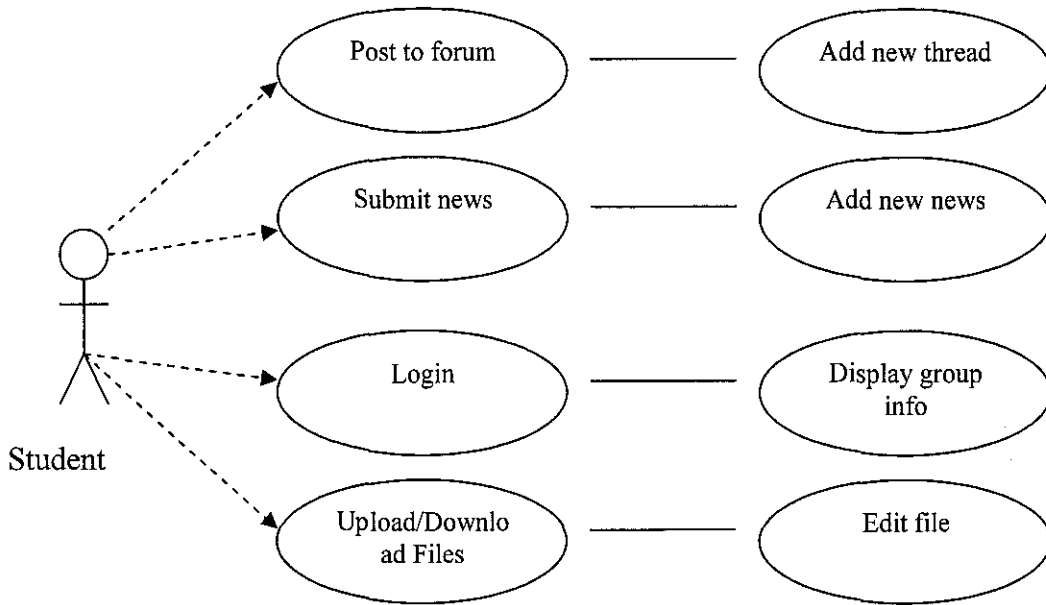 Post to forum
Add new thread
Submit news
Add new news
Login
Display group
info
Student
Upload/Downlo
ad Files
Edit file